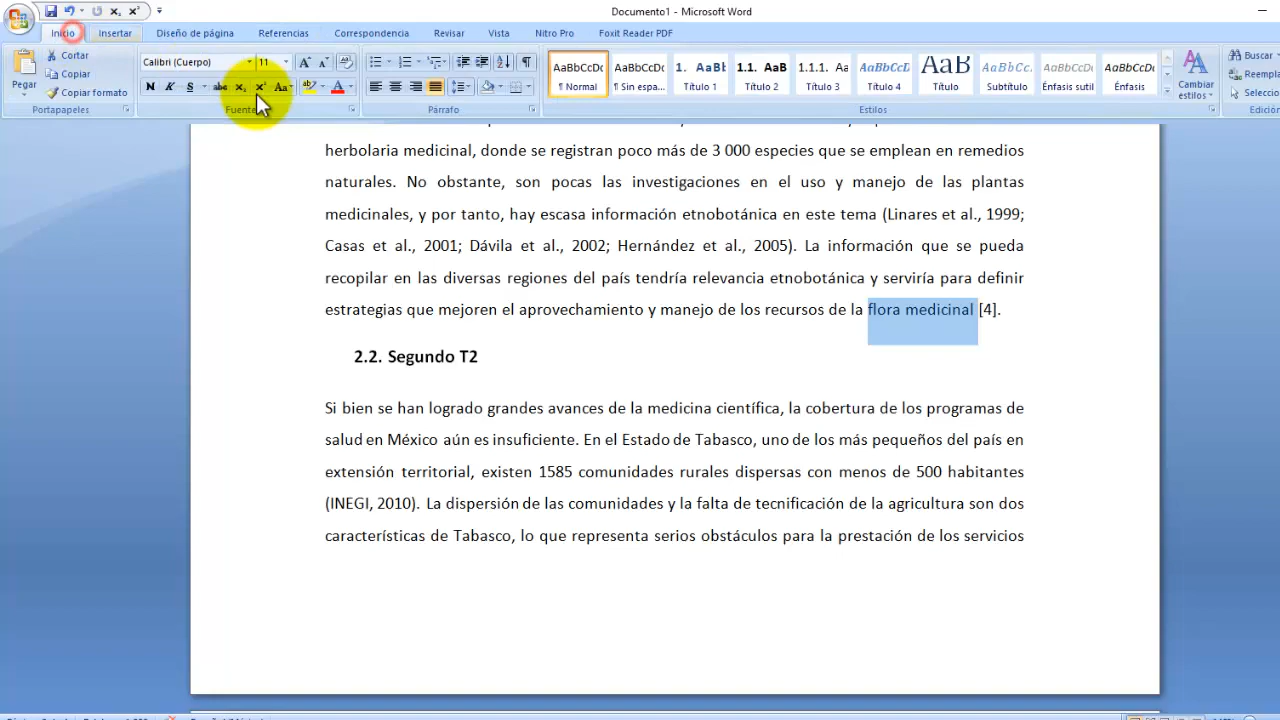 Documento1 - Microsoft Word
Inicio Insertar Diseño de página Referencias Correspondencia Revisar Vista Nitro Pro Foxit Reader PDF
Pegar
Cortar
Copiar
Copiar formato
Portapapeles
Calibri (Cuerpo) 11
N K S abc x₂ x² Aa
Fuente
Párrafo
AaBbCcDc AaBbCcDc 1. AaBb 1.1. AaB 1.1.1. Aa AaBbCcDc AaB AaBbCc. AaBbCcDc AaBbCcDc
¶ Normal ¶ Sin espa... Título 1 Título 2 Título 3 Título 4 Título Subtítulo Énfasis sutil Énfasis
Cambiar estilos
Estilos
Buscar
Reempla
Seleccio
Edición
herbolaria medicinal, donde se registran poco más de 3 000 especies que se emplean en remedios
naturales. No obstante, son pocas las investigaciones en el uso y manejo de las plantas
medicinales, y por tanto, hay escasa información etnobotánica en este tema (Linares et al., 1999;
Casas et al., 2001; Dávila et al., 2002; Hernández et al., 2005). La información que se pueda
recopilar en las diversas regiones del país tendría relevancia etnobotánica y serviría para definir
estrategias que mejoren el aprovechamiento y manejo de los recursos de la flora medicinal [4].
2.2. Segundo T2
Si bien se han logrado grandes avances de la medicina científica, la cobertura de los programas de
salud en México aún es insuficiente. En el Estado de Tabasco, uno de los más pequeños del país en
extensión territorial, existen 1585 comunidades rurales dispersas con menos de 500 habitantes
(INEGI, 2010). La dispersión de las comunidades y la falta de tecnificación de la agricultura son dos
características de Tabasco, lo que representa serios obstáculos para la prestación de los servicios